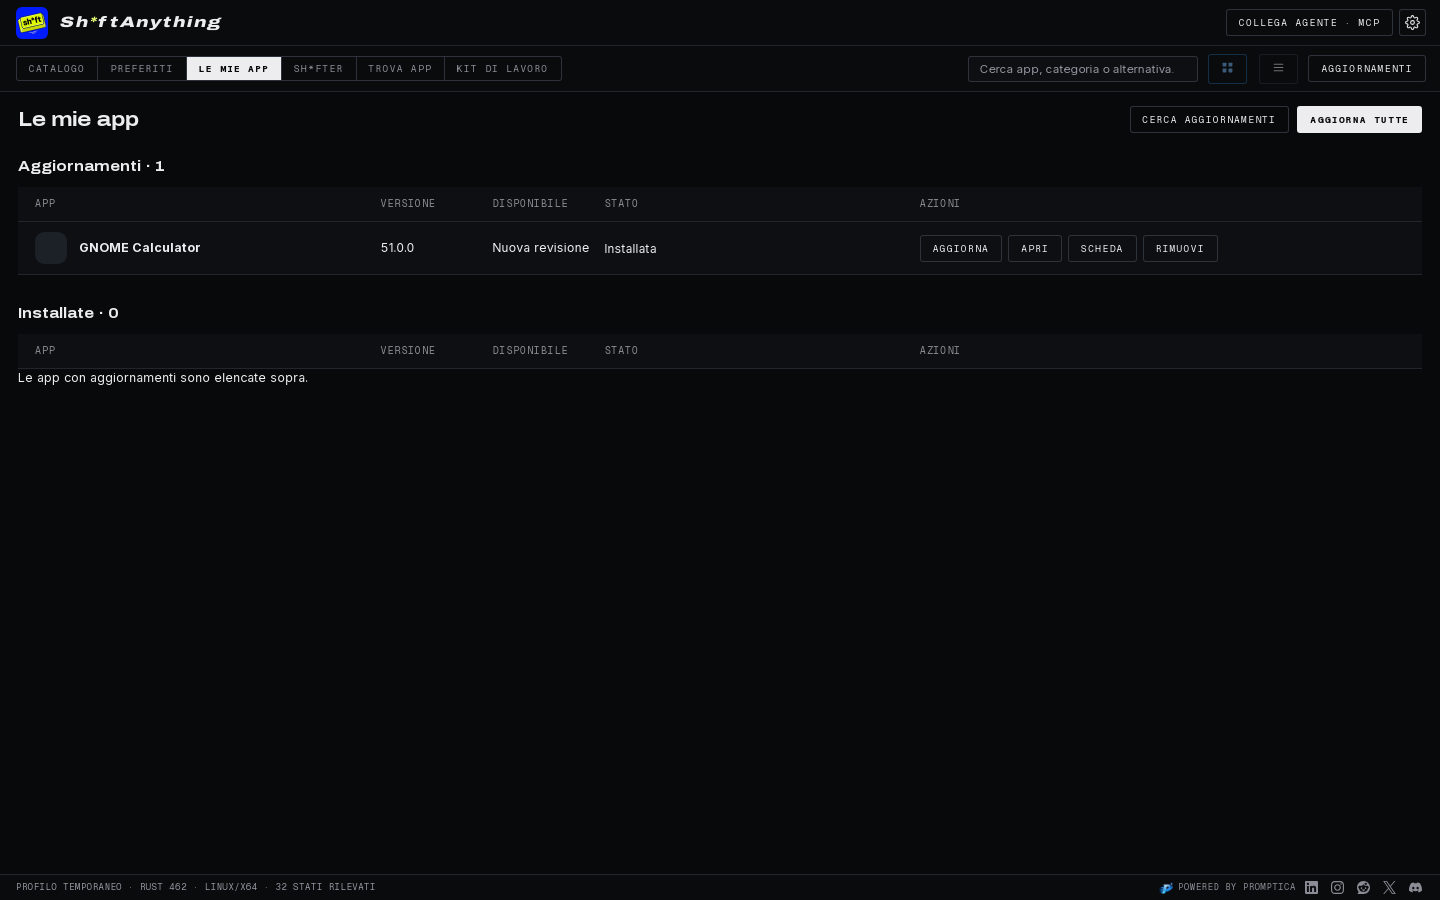 sh*ft Sh*ftAnything COLLEGA AGENTE · MCP
CATALOGO PREFERITI LE MIE APP SH*FTER TROVA APP KIT DI LAVORO Cerca app, categoria o alternativa. AGGIORNAMENTI
Le mie app CERCA AGGIORNAMENTI AGGIORNA TUTTE
Aggiornamenti · 1
APP VERSIONE DISPONIBILE STATO AZIONI
GNOME Calculator 51.0.0 Nuova revisione Installata AGGIORNA APRI SCHEDA RIMUOVI
Installate · 0
APP VERSIONE DISPONIBILE STATO AZIONI
Le app con aggiornamenti sono elencate sopra.
PROFILO TEMPORANEO · RUST 462 · LINUX/X64 · 32 STATI RILEVATI POWERED BY PROMPTICA